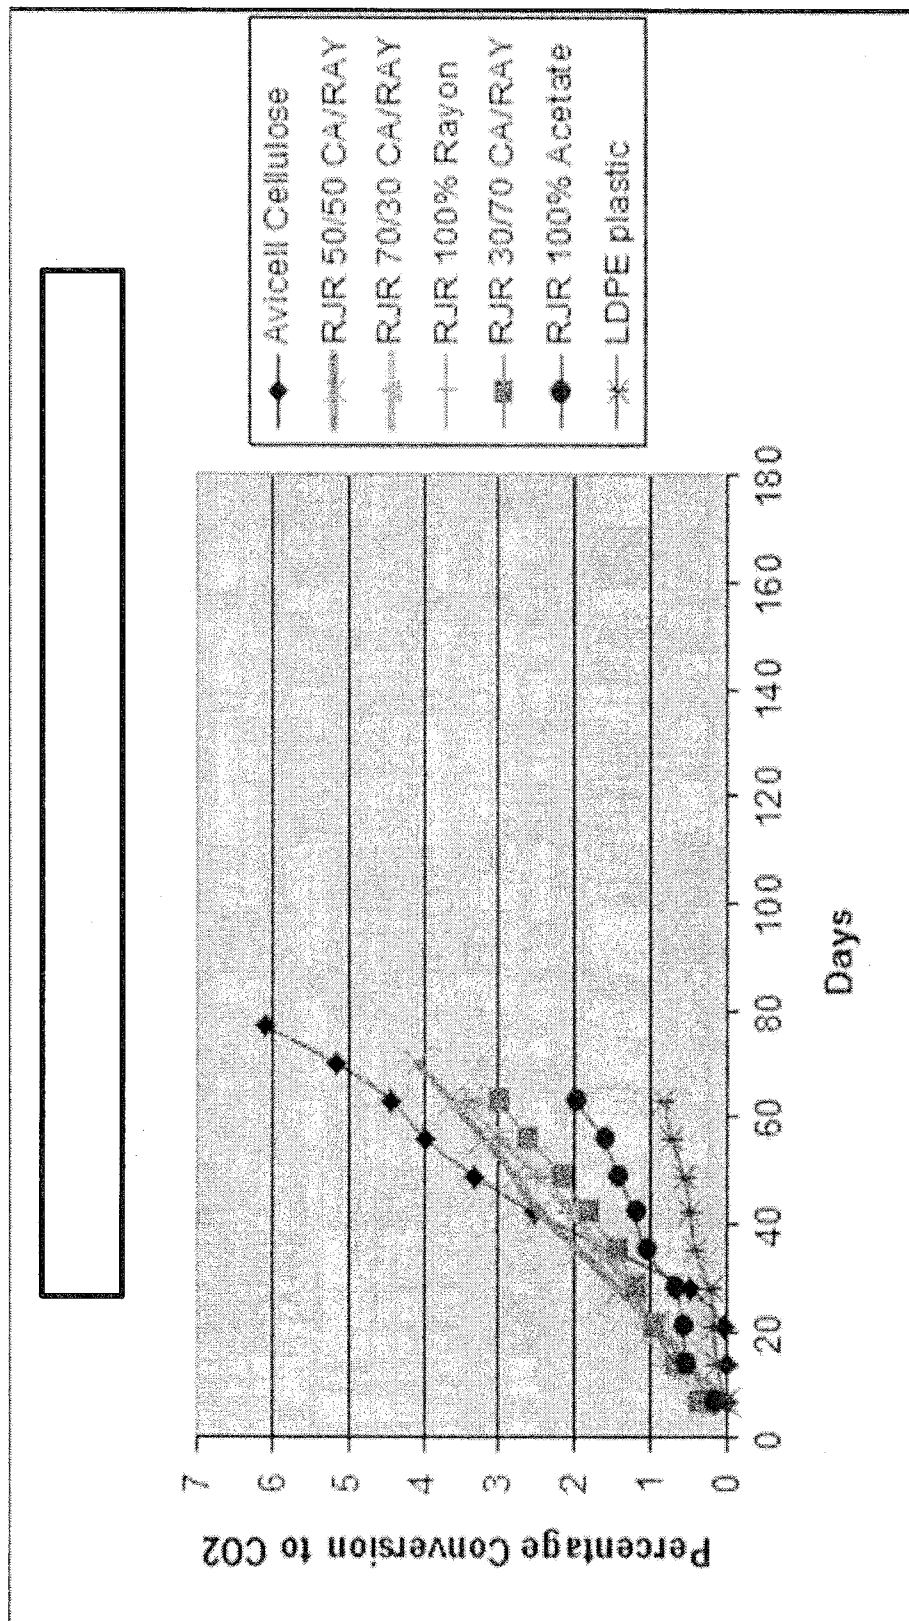 Percentage Conversion to CO2
7
6
5
4
3
2
1
0
0 20 40 60 80 100 120 140 160 180
Days
Avicell Cellulose
RJR 50/50 CA/RAY
RJR 70/30 CA/RAY
RJR 100% Rayon
RJR 30/70 CA/RAY
RJR 100% Acetate
LDPE plastic